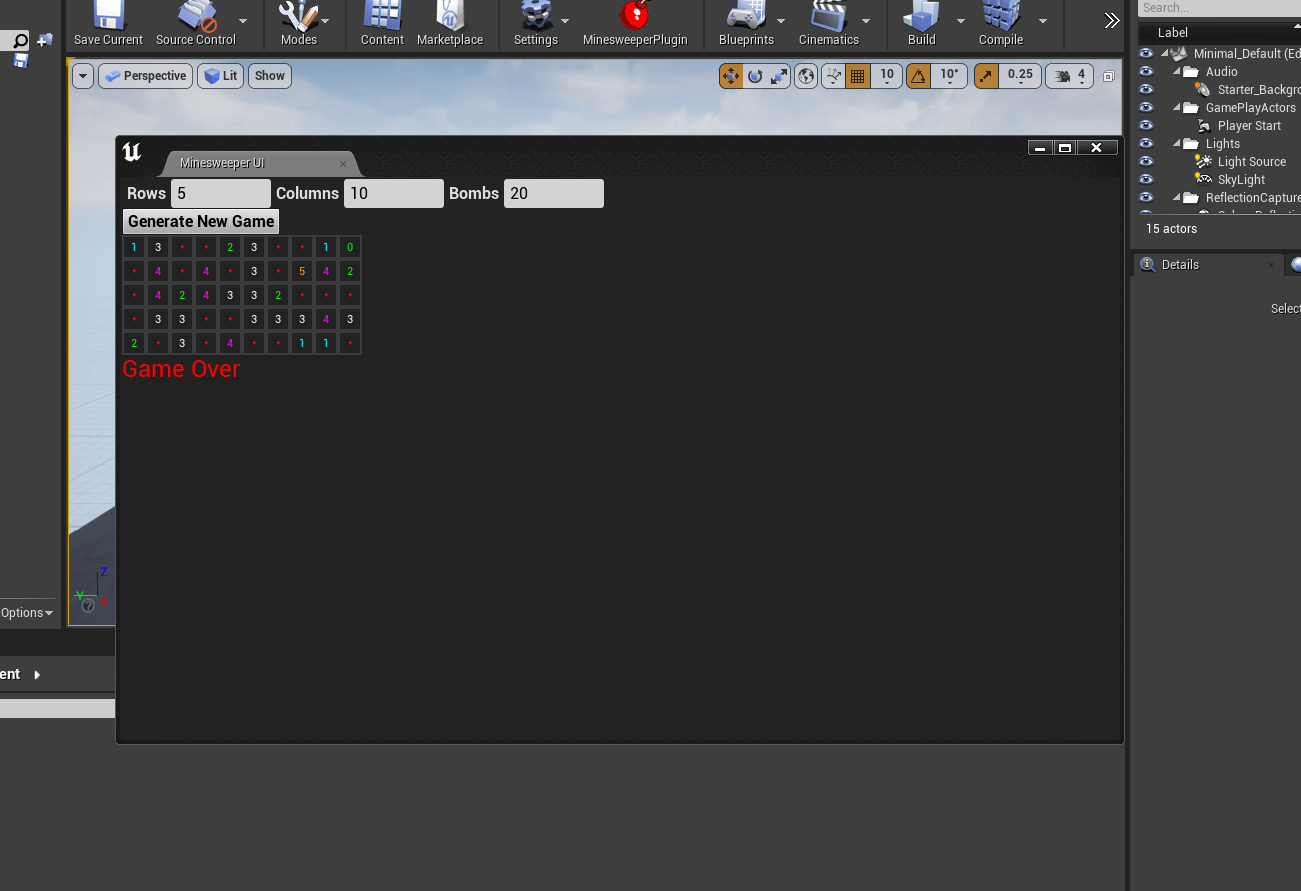 Search...
Save Current Source Control Modes Content Marketplace Settings MinesweeperPlugin Blueprints Cinematics Build Compile
Label
Perspective Lit Show 10 10° 0.25 4
Minimal_Default (Ed
Audio
Starter_Backgro
GamePlayActors
Player Start
Lights
Light Source
SkyLight
ReflectionCapture
15 actors
Details
Select
Minesweeper UI
Rows 5 Columns 10 Bombs 20
Generate New Game
1 3 * * 2 3 * * 1 0
* 4 * 4 * 3 * 5 4 2
* 4 2 4 3 3 2 * * *
* 3 3 * * 3 3 3 4 3
2 * 3 * 4 * * 1 1 *
Game Over
Z
Y
X
Options
ent